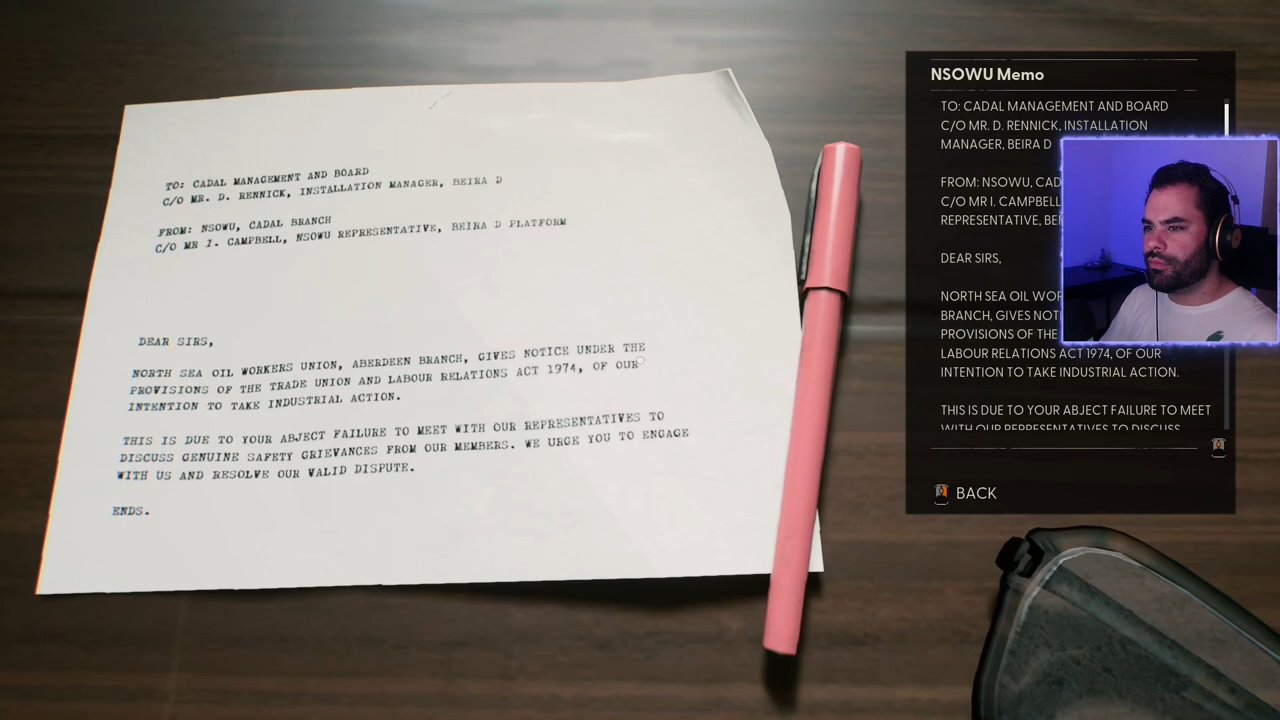 TO: CADAL MANAGEMENT AND BOARD
C/O MR. D. RENNICK, INSTALLATION MANAGER, BEIRA D
FROM: NSOWU, CADAL BRANCH
C/O MR I. CAMPBELL, NSOWU REPRESENTATIVE, BEIRA D PLATFORM
DEAR SIRS,
NORTH SEA OIL WORKERS UNION, ABERDEEN BRANCH, GIVES NOTICE UNDER THE
PROVISIONS OF THE TRADE UNION AND LABOUR RELATIONS ACT 1974, OF OUR
INTENTION TO TAKE INDUSTRIAL ACTION.
THIS IS DUE TO YOUR ABJECT FAILURE TO MEET WITH OUR REPRESENTATIVES TO
DISCUSS GENUINE SAFETY GRIEVANCES FROM OUR MEMBERS. WE URGE YOU TO ENGAGE
WITH US AND RESOLVE OUR VALID DISPUTE.
ENDS.
NSOWU Memo
TO: CADAL MANAGEMENT AND BOARD
C/O MR. D. RENNICK, INSTALLATION
MANAGER, BEIRA D
FROM: NSOWU, CAD
C/O MR I. CAMPBELL
REPRESENTATIVE, BEI
DEAR SIRS,
NORTH SEA OIL WOR
BRANCH, GIVES NOTI
PROVISIONS OF THE
LABOUR RELATIONS ACT 1974, OF OUR
INTENTION TO TAKE INDUSTRIAL ACTION.
THIS IS DUE TO YOUR ABJECT FAILURE TO MEET
WITH OUR REPRESENTATIVES TO DISCUSS
BACK